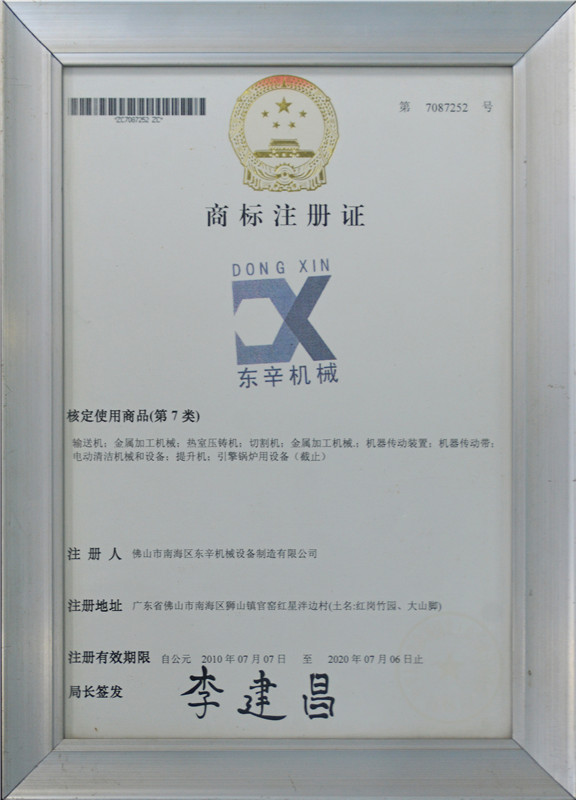 第 7087252 号
商标注册证
DONG XIN
东辛机械
核定使用商品(第 7 类)
输送机；金属加工机械；热室压铸机；切割机；金属加工机械.；机器传动装置；机器传动带；
电动清洁机械和设备；提升机；引擎锅炉用设备（截止）
注 册 人 佛山市南海区东辛机械设备制造有限公司
注册地址 广东省佛山市南海区狮山镇官窑红星泮边村(土名:红岗竹园、大山脚)
注册有效期限 自公元 2010 年 07 月 07 日 至 2020 年 07 月 06 日止
局长签发 李建昌